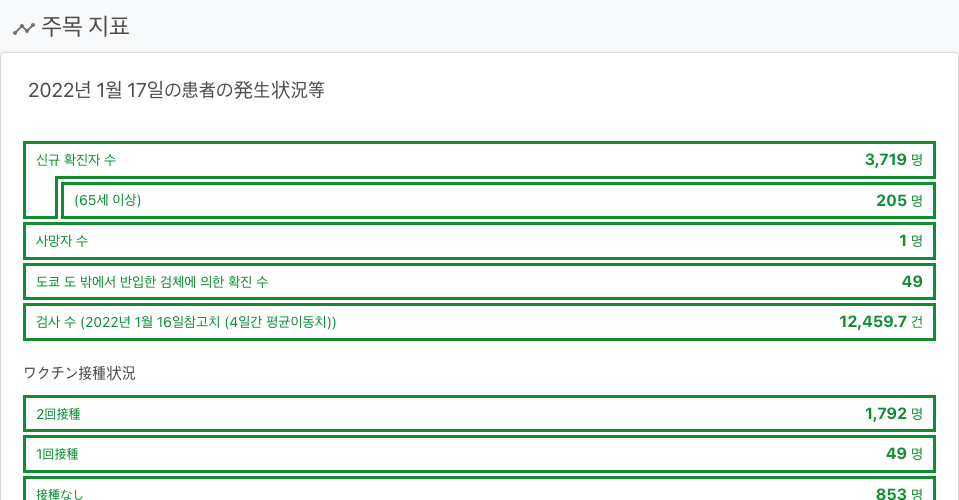 주목 지표
2022년 1월 17일の患者の発生状況等
신규 확진자 수 3,719 명
(65세 이상) 205 명
사망자 수 1 명
도쿄 도 밖에서 반입한 검체에 의한 확진 수 49
검사 수 (2022년 1월 16일참고치 (4일간 평균이동치)) 12,459.7 건
ワクチン接種状況
2回接種 1,792 명
1回接種 49 명
接種なし 853 명